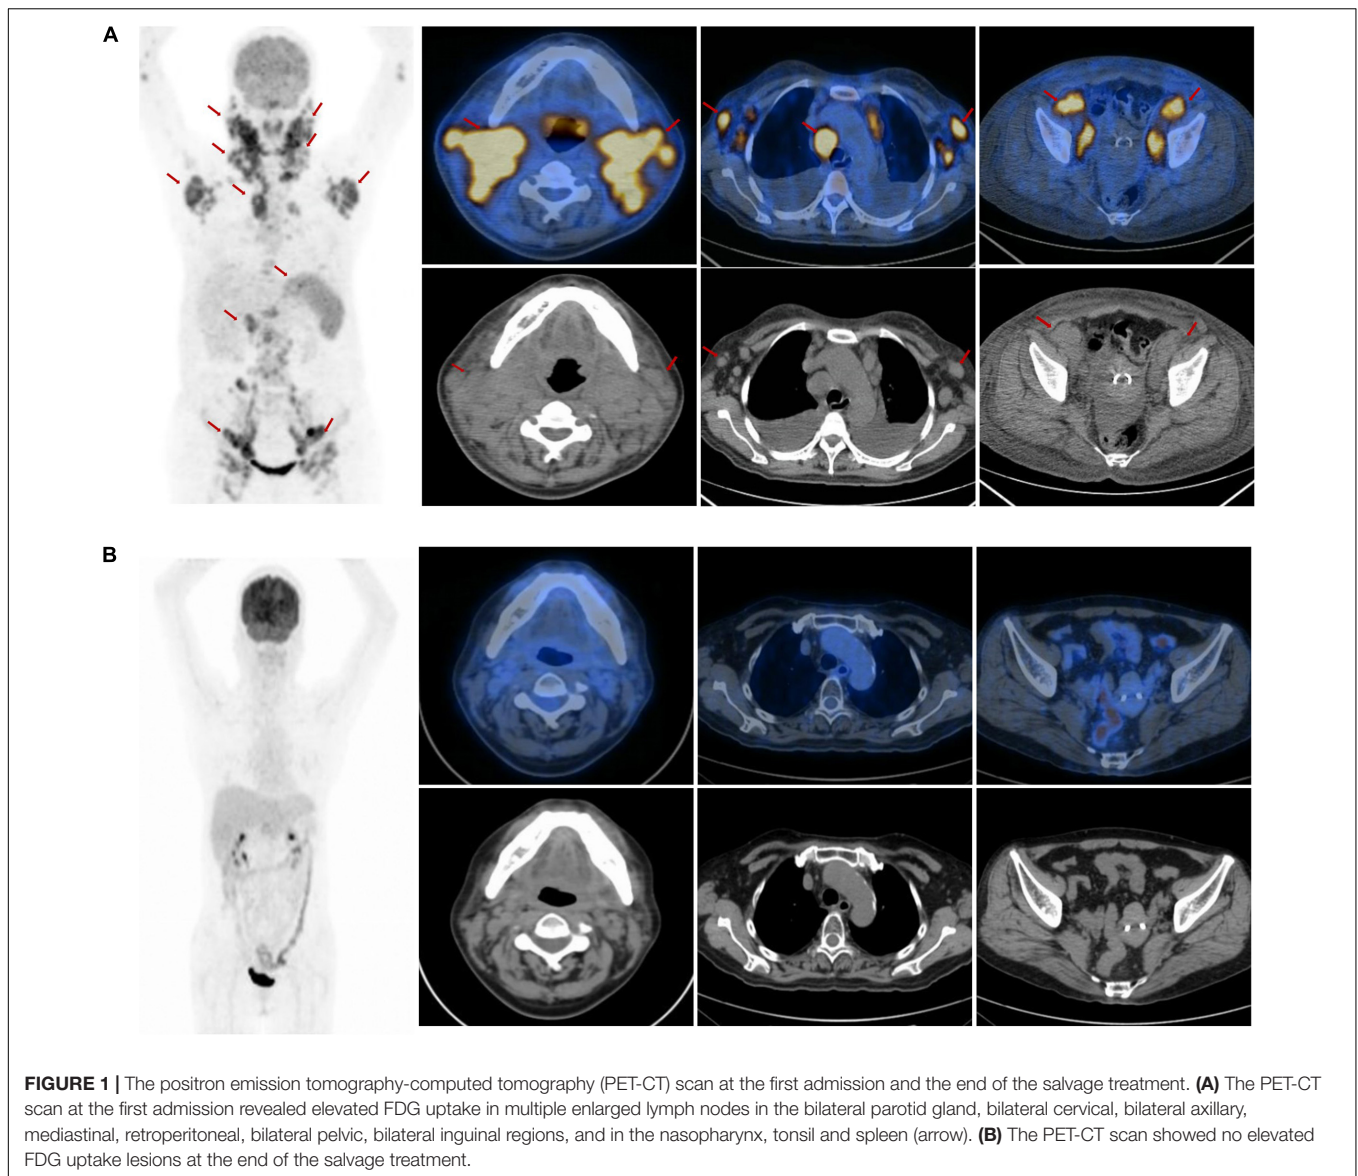 A
B
FIGURE 1 | The positron emission tomography-computed tomography (PET-CT) scan at the first admission and the end of the salvage treatment. (A) The PET-CT
scan at the first admission revealed elevated FDG uptake in multiple enlarged lymph nodes in the bilateral parotid gland, bilateral cervical, bilateral axillary,
mediastinal, retroperitoneal, bilateral pelvic, bilateral inguinal regions, and in the nasopharynx, tonsil and spleen (arrow). (B) The PET-CT scan showed no elevated
FDG uptake lesions at the end of the salvage treatment.